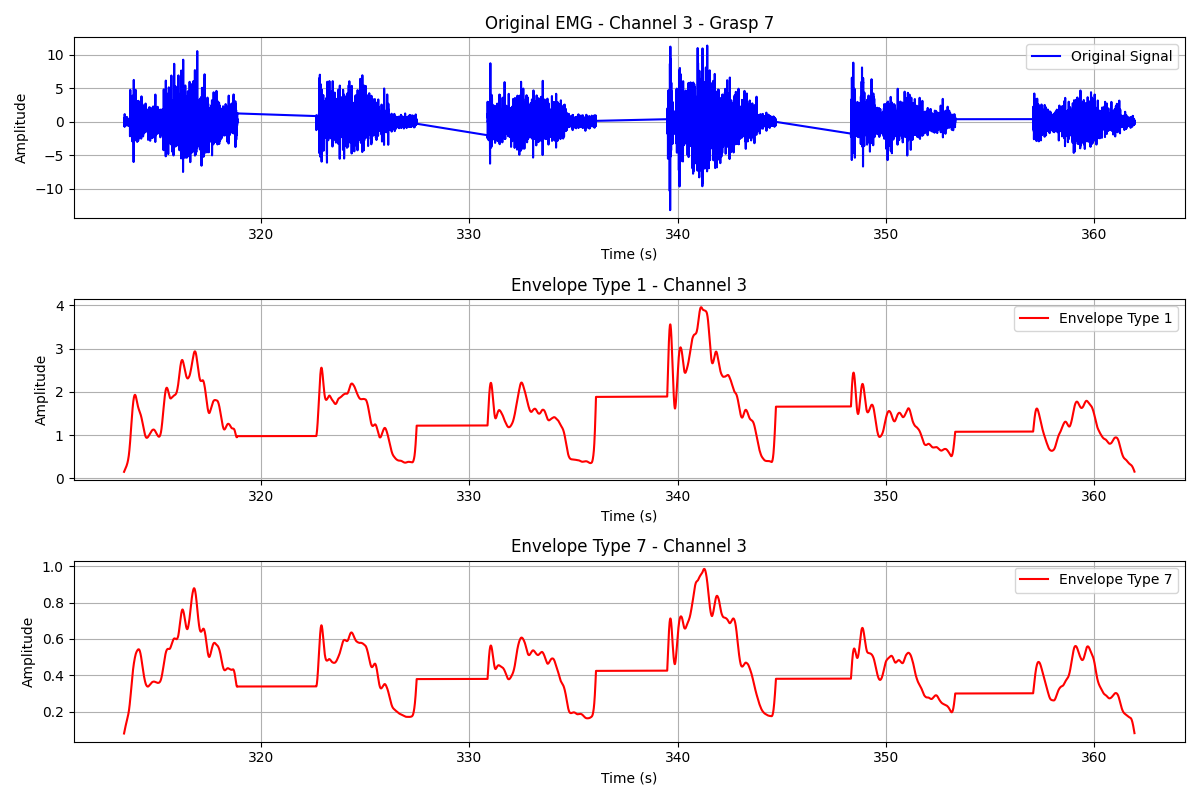 Original EMG - Channel 3 - Grasp 7
Original Signal
Amplitude
10
5
0
−5
−10
320
330
340
350
360
Time (s)
Envelope Type 1 - Channel 3
Envelope Type 1
Amplitude
4
3
2
1
0
320
330
340
350
360
Time (s)
Envelope Type 7 - Channel 3
Envelope Type 7
Amplitude
1.0
0.8
0.6
0.4
0.2
320
330
340
350
360
Time (s)